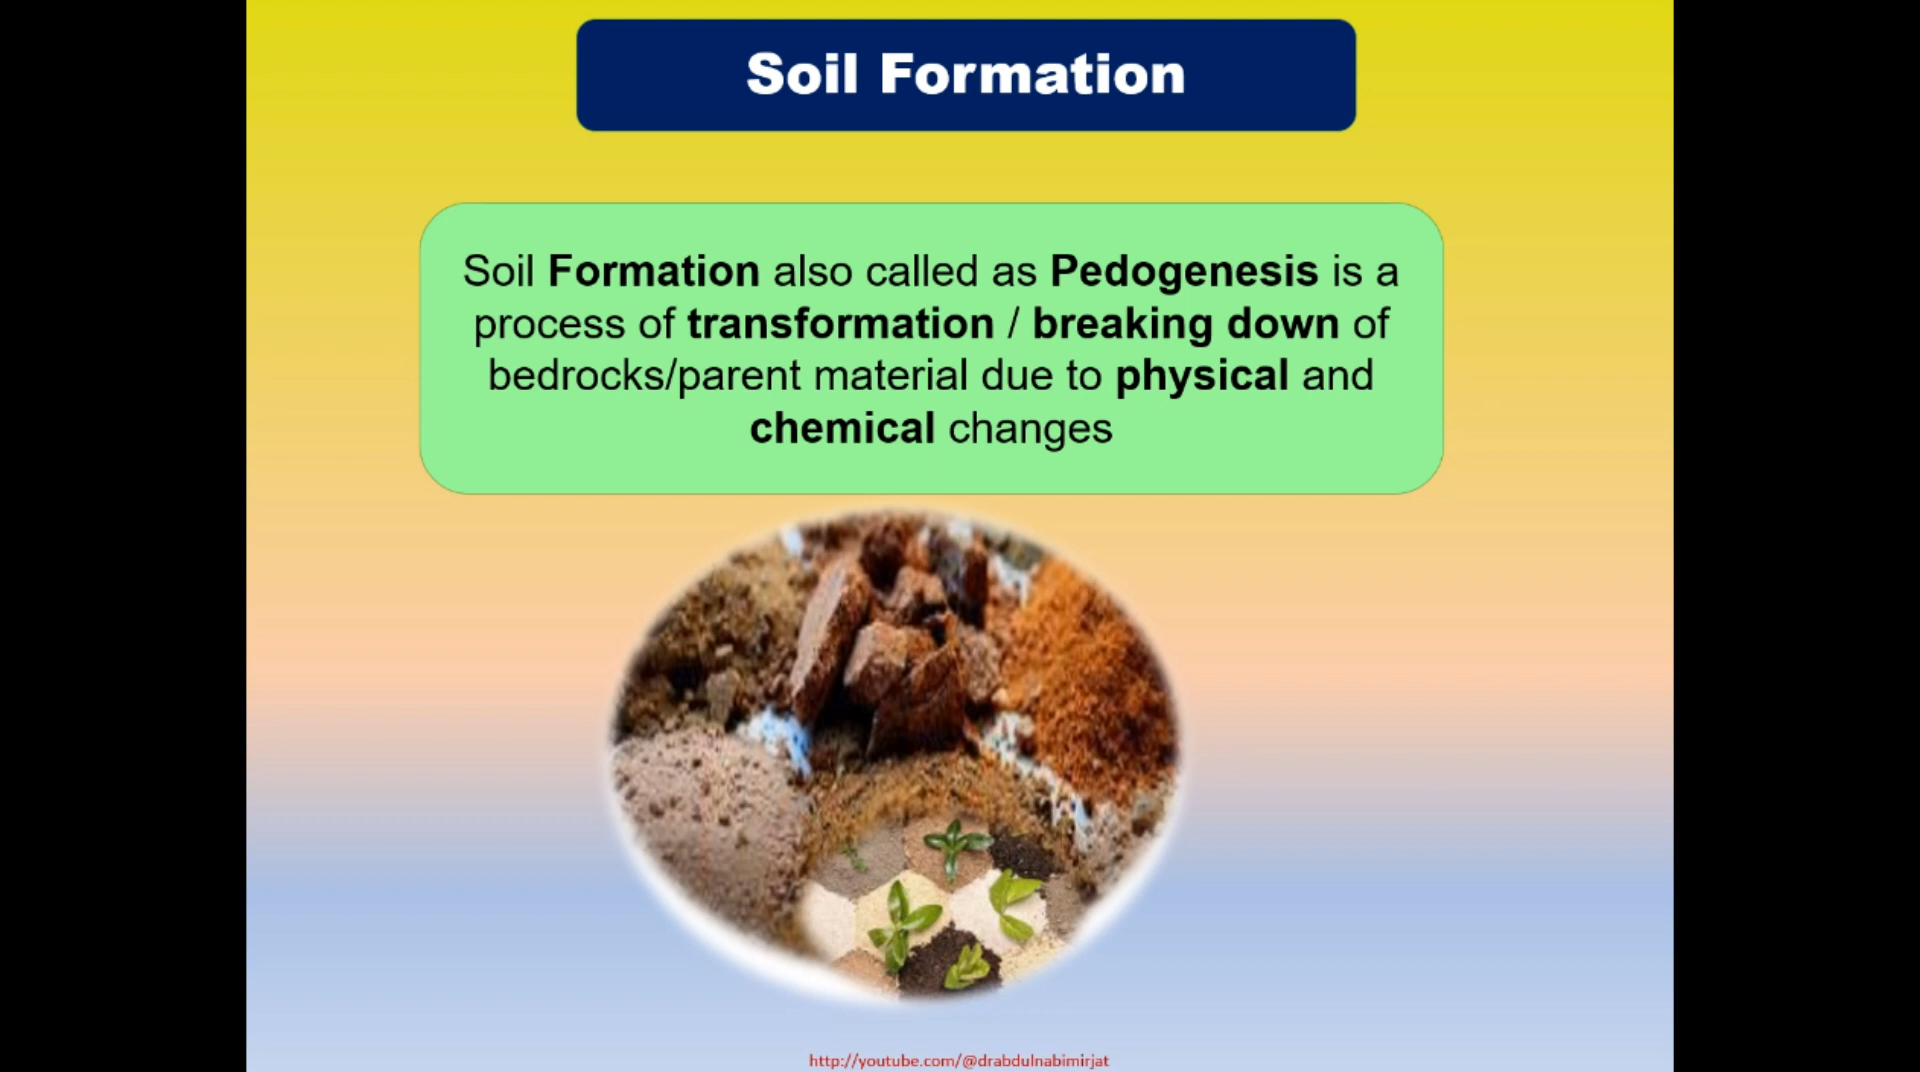 Soil Formation
Soil Formation also called as Pedogenesis is a
process of transformation / breaking down of
bedrocks/parent material due to physical and
chemical changes
http://youtube.com/@drabdulnabimirjat